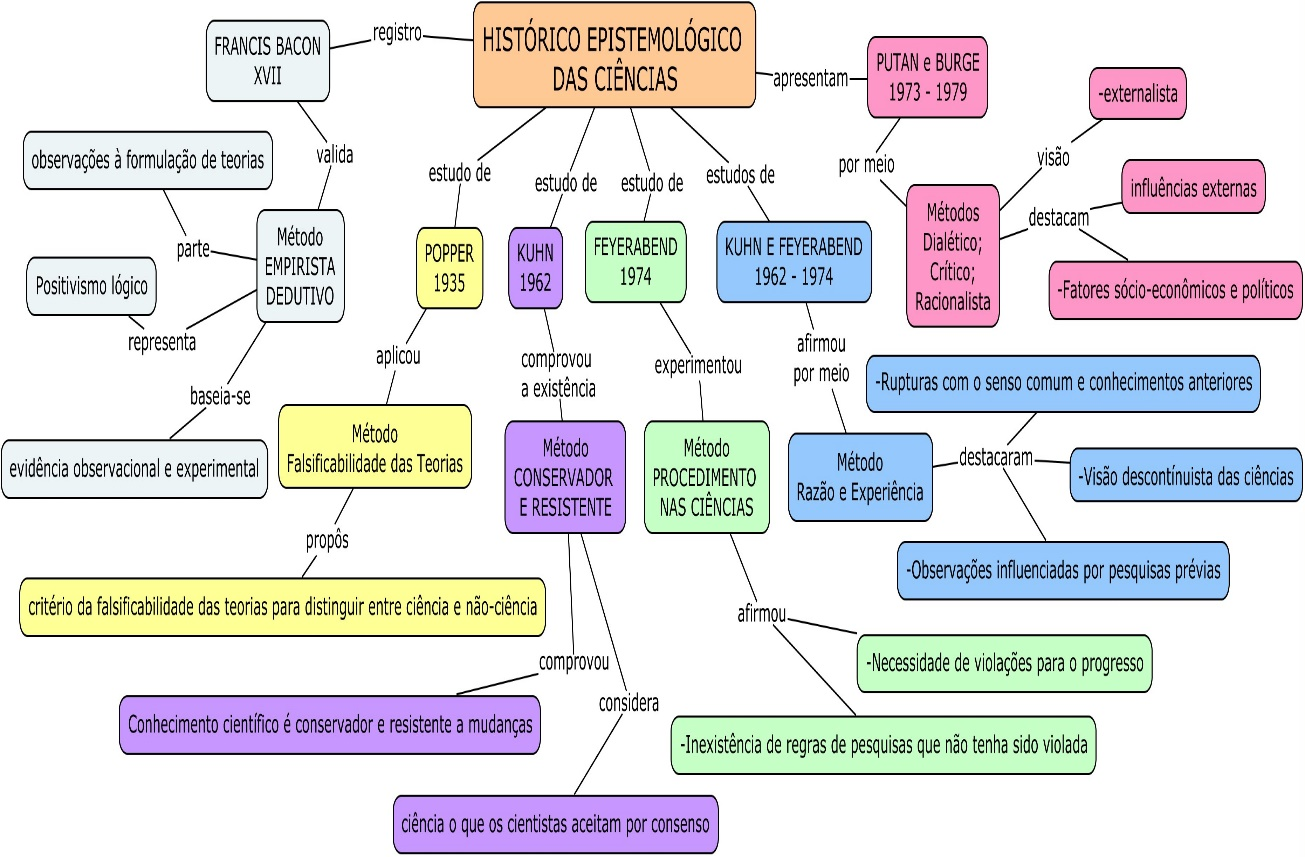 HISTÓRICO EPISTEMOLÓGICO
DAS CIÊNCIAS
registro
FRANCIS BACON
XVII
valida
Método
EMPIRISTA
DEDUTIVO
parte
observações à formulação de teorias
representa
Positivismo lógico
baseia-se
evidência observacional e experimental
estudo de
POPPER
1935
aplicou
Método
Falsificabilidade das Teorias
propôs
critério da falsificabilidade das teorias para distinguir entre ciência e não-ciência
estudo de
KUHN
1962
comprovou
a existência
Método
CONSERVADOR
E RESISTENTE
comprovou
Conhecimento científico é conservador e resistente a mudanças
considera
ciência o que os cientistas aceitam por consenso
estudo de
FEYERABEND
1974
experimentou
Método
PROCEDIMENTO
NAS CIÊNCIAS
afirmou
-Necessidade de violações para o progresso
-Inexistência de regras de pesquisas que não tenha sido violada
estudos de
KUHN E FEYERABEND
1962 - 1974
afirmou
por meio
Método
Razão e Experiência
destacaram
-Rupturas com o senso comum e conhecimentos anteriores
-Visão descontínuista das ciências
-Observações influenciadas por pesquisas prévias
apresentam
PUTAN e BURGE
1973 - 1979
por meio
Métodos
Dialético;
Crítico;
Racionalista
visão
-externalista
destacam
influências externas
-Fatores sócio-econômicos e políticos